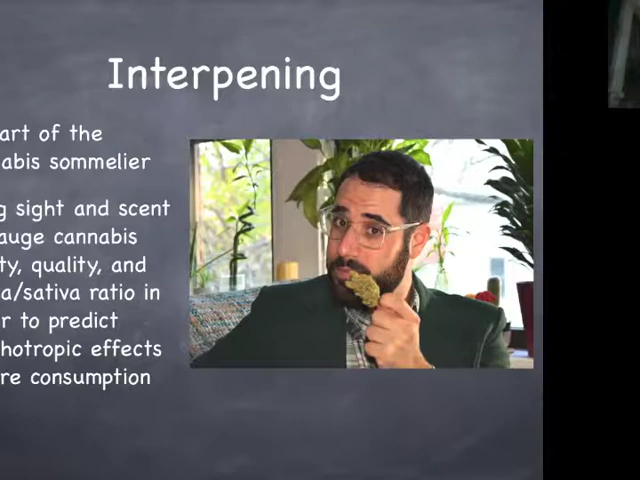 Interpening
art of the
abis sommelier
g sight and scent
auge cannabis
ty, quality, and
a/sativa ratio in
r to predict
hotropic effects
re consumption